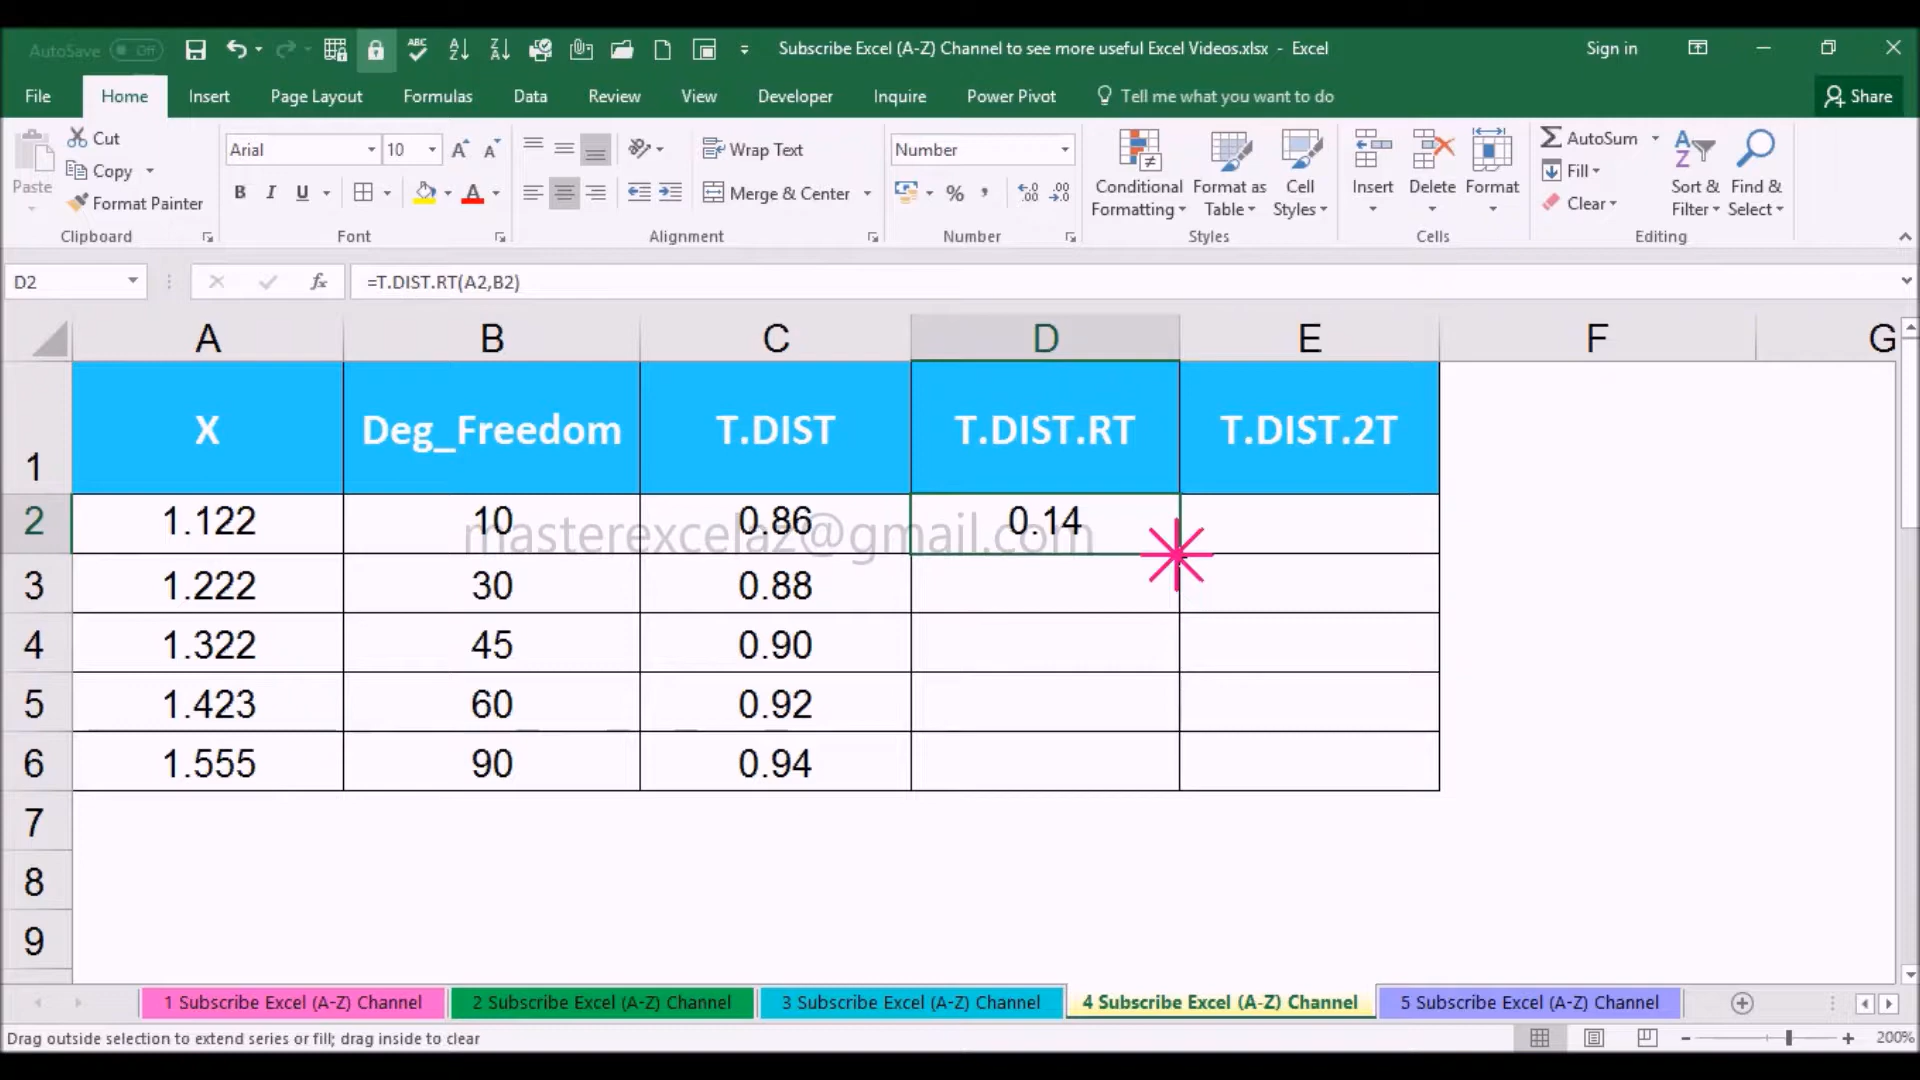 AutoSave Off
Subscribe Excel (A-Z) Channel to see more useful Excel Videos.xlsx - Excel
Sign in
File Home Insert Page Layout Formulas Data Review View Developer Inquire Power Pivot Tell me what you want to do Share
Paste
Cut
Copy
Format Painter
Clipboard
Arial 10
B I U
Font
Wrap Text
Merge & Center
Alignment
Number
%
Number
Conditional Formatting
Format as Table
Cell Styles
Styles
Insert
Delete
Format
Cells
AutoSum
Fill
Clear
Sort & Filter
Find & Select
Editing
D2 fx =T.DIST.RT(A2,B2)
A B C D E F G
1 X Deg_Freedom T.DIST T.DIST.RT T.DIST.2T
2 1.122 10 0.86 0.14
masterexcelaz@gmail.com
3 1.222 30 0.88
4 1.322 45 0.90
5 1.423 60 0.92
6 1.555 90 0.94
7
8
9
1 Subscribe Excel (A-Z) Channel 2 Subscribe Excel (A-Z) Channel 3 Subscribe Excel (A-Z) Channel 4 Subscribe Excel (A-Z) Channel 5 Subscribe Excel (A-Z) Channel
Drag outside selection to extend series or fill; drag inside to clear
200%